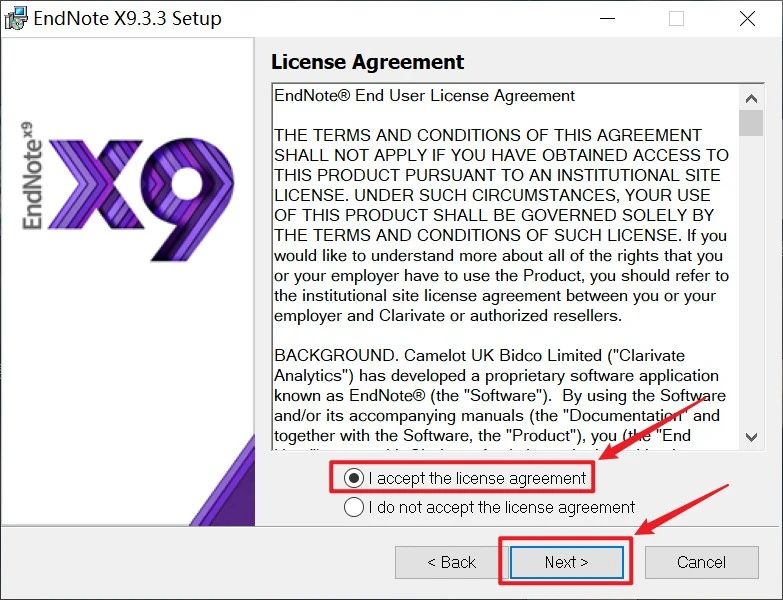 EndNote X9.3.3 Setup
EndNote X9
X9
License Agreement
EndNote® End User License Agreement
THE TERMS AND CONDITIONS OF THIS AGREEMENT
SHALL NOT APPLY IF YOU HAVE OBTAINED ACCESS TO
THIS PRODUCT PURSUANT TO AN INSTITUTIONAL SITE
LICENSE. UNDER SUCH CIRCUMSTANCES, YOUR USE
OF THIS PRODUCT SHALL BE GOVERNED SOLELY BY
THE TERMS AND CONDITIONS OF SUCH LICENSE. If you
would like to understand more about all of the rights that you
or your employer have to use the Product, you should refer to
the institutional site license agreement between you or your
employer and Clarivate or authorized resellers.
BACKGROUND. Camelot UK Bidco Limited ("Clarivate
Analytics") has developed a proprietary software application
known as EndNote® (the "Software").  By using the Software
and/or its accompanying manuals (the "Documentation" and
together with the Software, the "Product"), you (the "End
I accept the license agreement
I do not accept the license agreement
< Back
Next >
Cancel